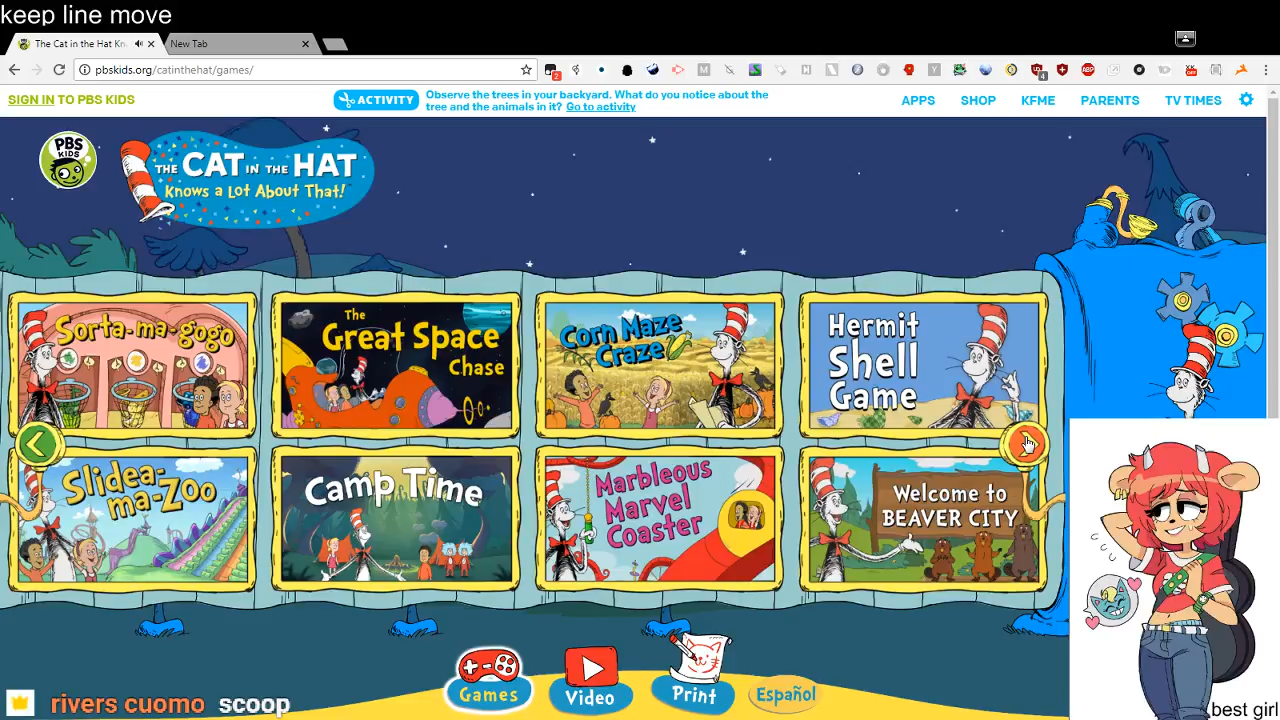 keep line move
The Cat in the Hat Kn
New Tab
pbskids.org/catinthehat/games/
2
4
ABP
SIGN IN TO PBS KIDS
ACTIVITY
Observe the trees in your backyard. What do you notice about the
tree and the animals in it? Go to activity
APPS
SHOP
KFME
PARENTS
TV TIMES
PBS
KIDS
THE CAT IN THE HAT
Knows a Lot About That!
Sorta-ma-gogo
The
Great Space
Chase
Corn Maze
Craze
Hermit
Shell
Game
Slidea-
ma-Zoo
Camp Time
Marbleous
Marvel
Coaster
Welcome to
BEAVER CITY
Games
Video
Print
Español
rivers cuomo scoop
best girl